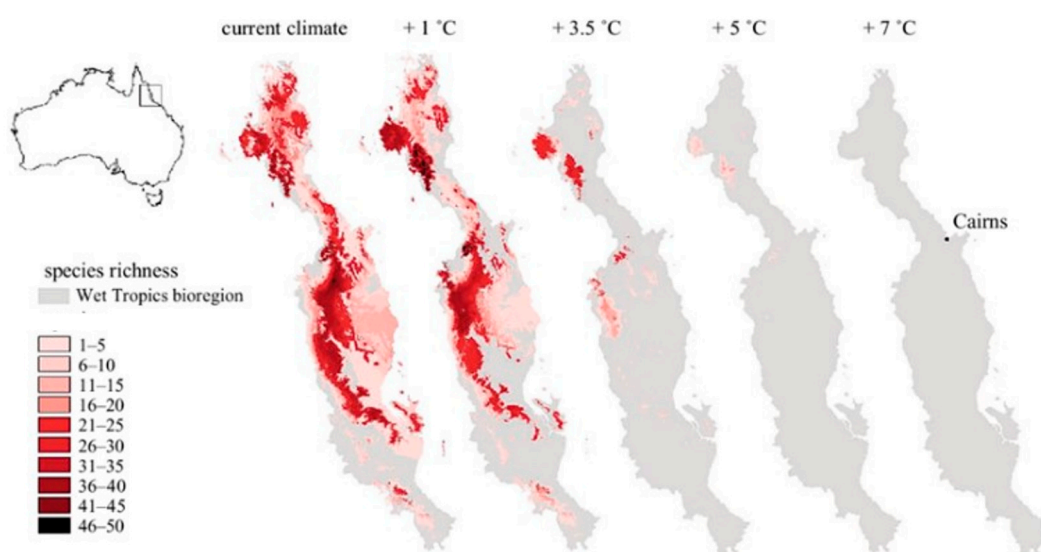 current climate
+ 1 ˚C
+ 3.5 ˚C
+ 5 ˚C
+ 7 ˚C
Cairns
species richness
Wet Tropics bioregion
1–5
6–10
11–15
16–20
21–25
26–30
31–35
36–40
41–45
46–50